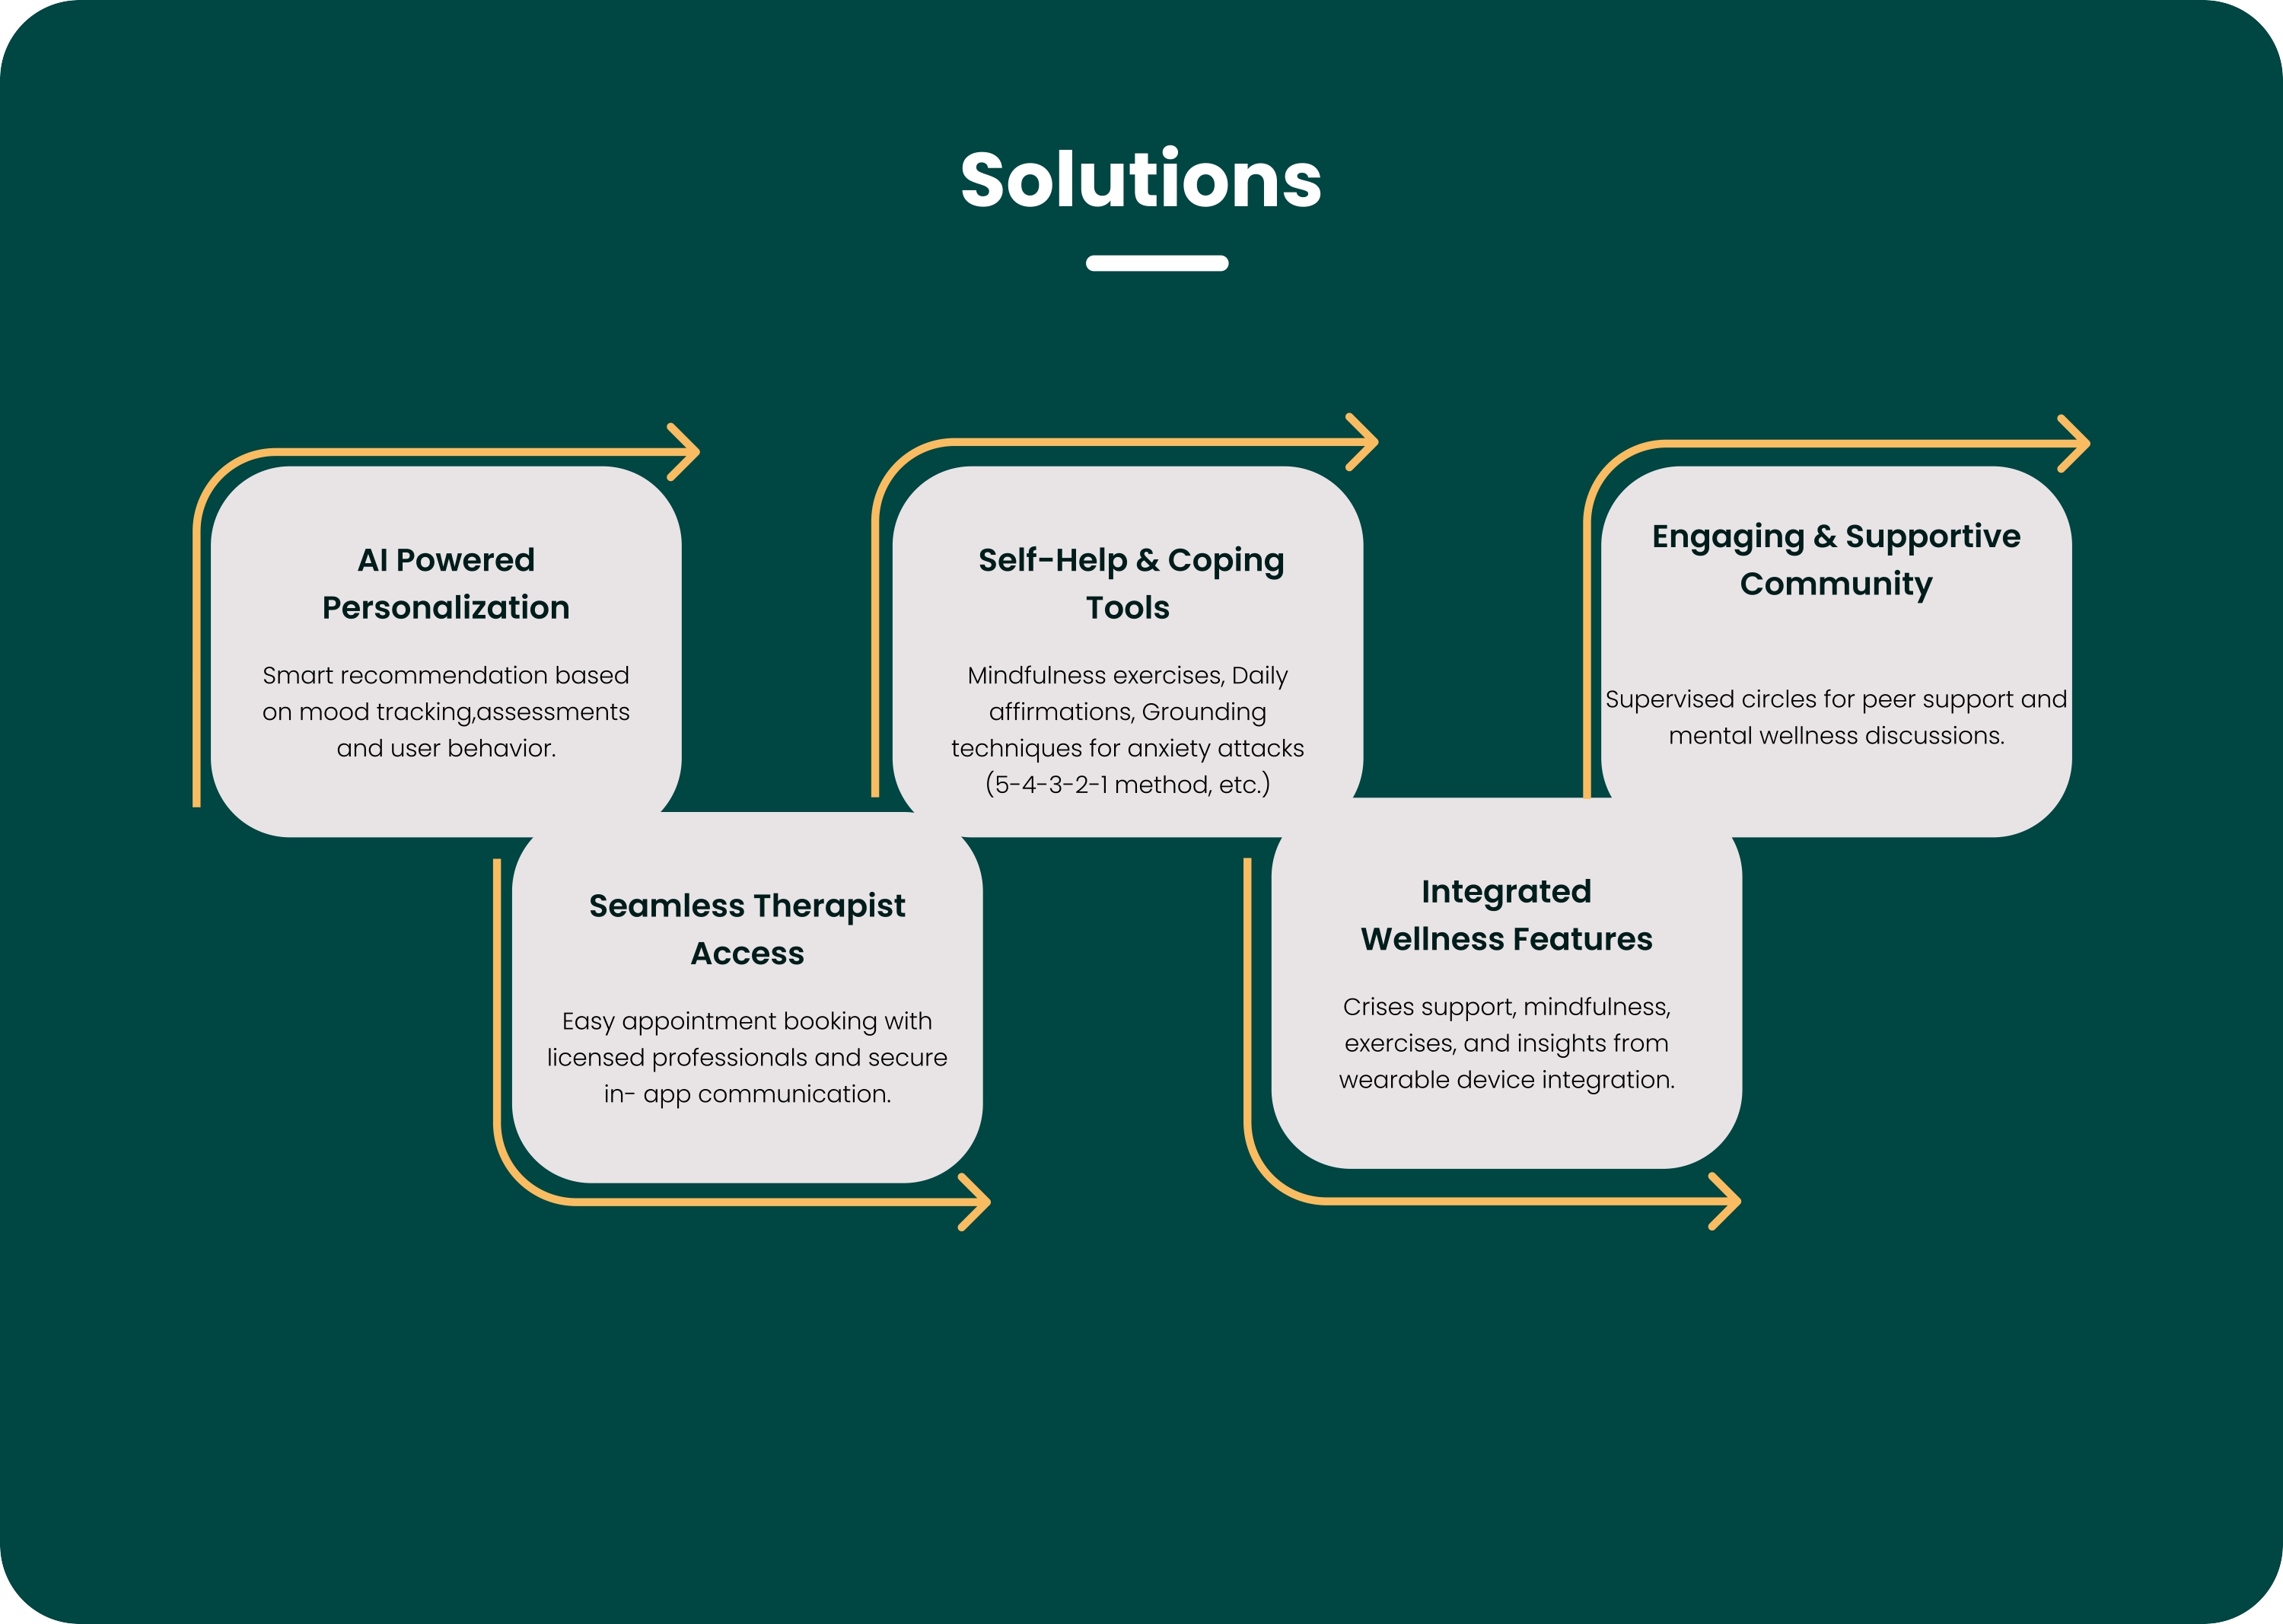 Solutions
AI Powered
Personalization
Smart recommendation based
on mood tracking,assessments
and user behavior.
Seamless Therapist
Access
Easy appointment booking with
licensed professionals and secure
in- app communication.
Self-Help & Coping
Tools
Mindfulness exercises, Daily
affirmations, Grounding
techniques for anxiety attacks
(5-4-3-2-1 method, etc.)
Integrated
Wellness Features
Crises support, mindfulness,
exercises, and insights from
wearable device integration.
Engaging & Supportive
Community
Supervised circles for peer support and
mental wellness discussions.